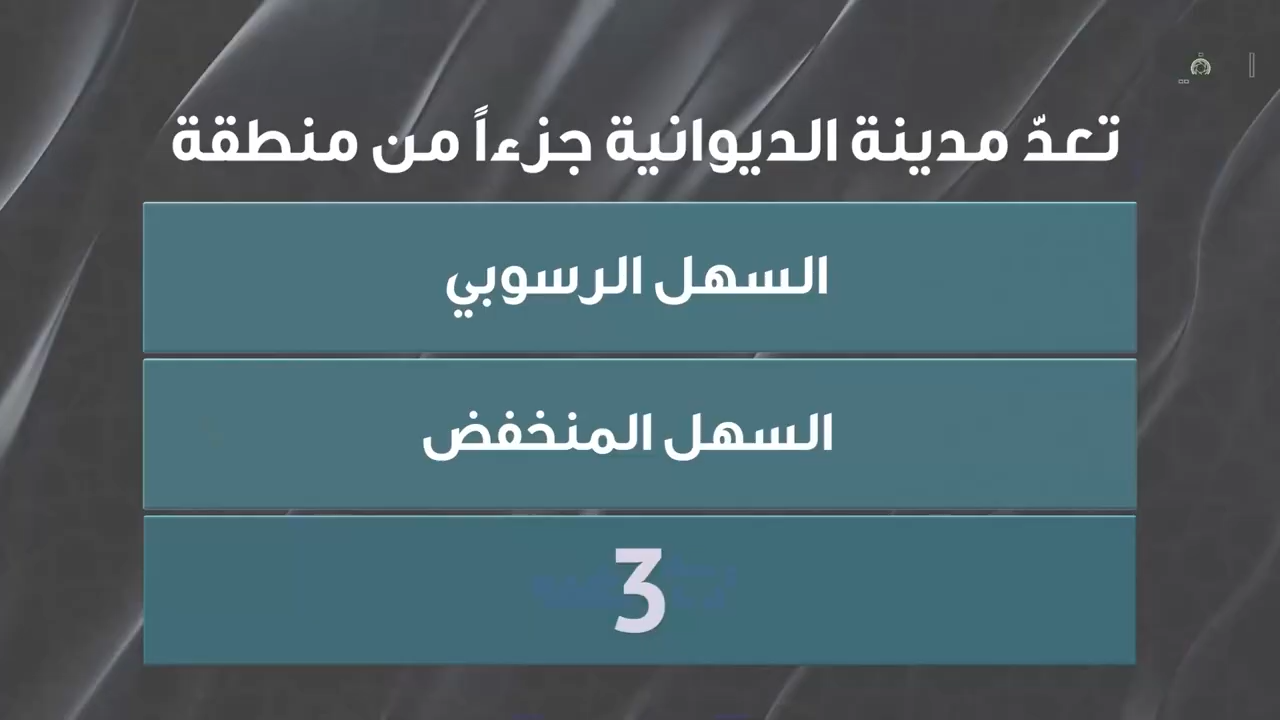 تعدّ مدينة الديوانية جزءاً من منطقة
السهل الرسوبي
السهل المنخفض
3